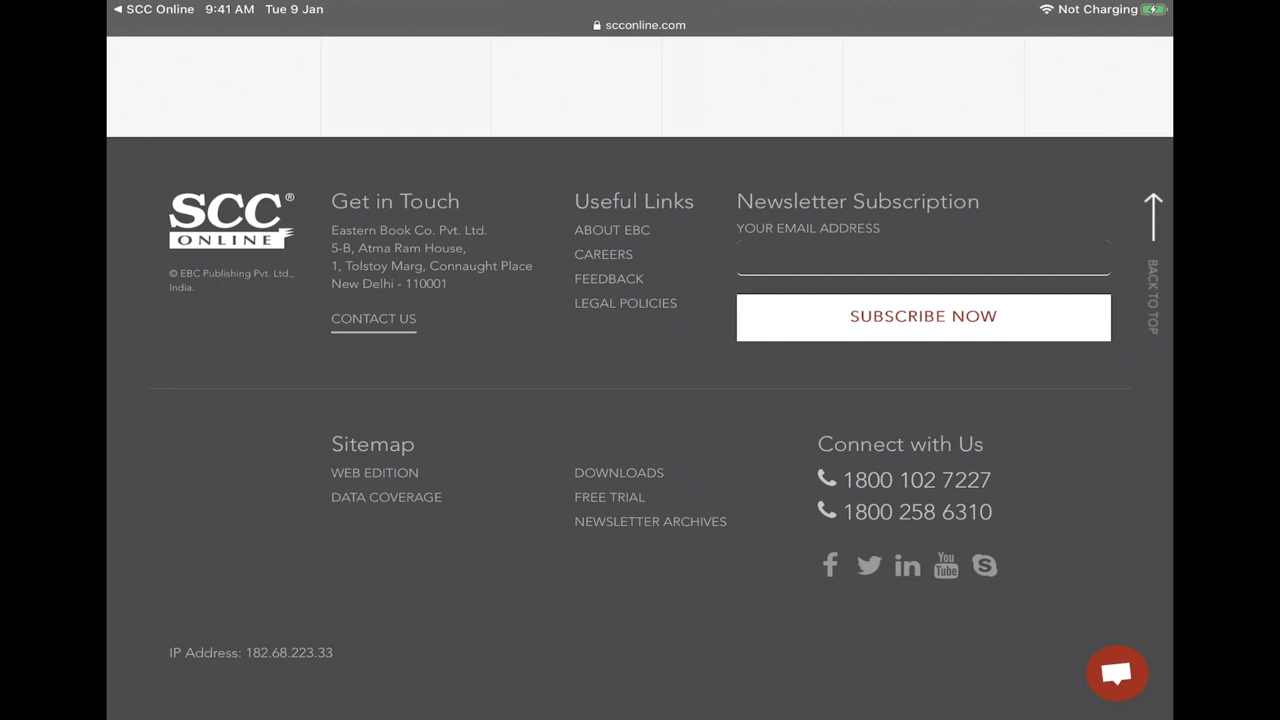 SCC Online 9:41 AM Tue 9 Jan
Not Charging
scconline.com
SCC®
ONLINE
© EBC Publishing Pvt. Ltd.,
India.
Get in Touch
Eastern Book Co. Pvt. Ltd.
5-B, Atma Ram House,
1, Tolstoy Marg, Connaught Place
New Delhi - 110001
CONTACT US
Useful Links
ABOUT EBC
CAREERS
FEEDBACK
LEGAL POLICIES
Newsletter Subscription
YOUR EMAIL ADDRESS
SUBSCRIBE NOW
BACK TO TOP
Sitemap
WEB EDITION
DATA COVERAGE
DOWNLOADS
FREE TRIAL
NEWSLETTER ARCHIVES
Connect with Us
1800 102 7227
1800 258 6310
f in You Tube S
IP Address: 182.68.223.33